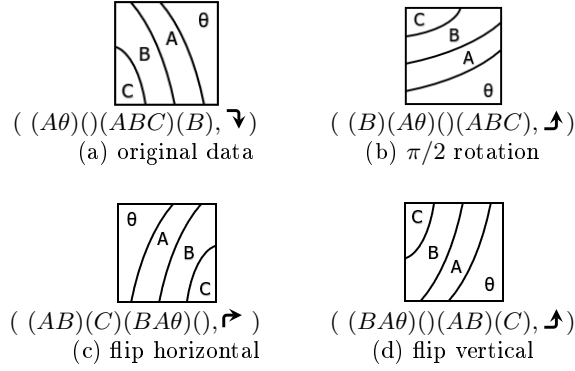 θ
A
B
C
C
B
A
θ
( (Aθ)()(ABC)(B), ⤵)
( (B)(Aθ)()(ABC), ⮥)
(a) original data
(b) π/2 rotation
θ
A
B
C
C
B
A
θ
( (AB)(C)(BAθ)(), ↱ )
( (BAθ)()(AB)(C), ⮥)
(c) flip horizontal
(d) flip vertical